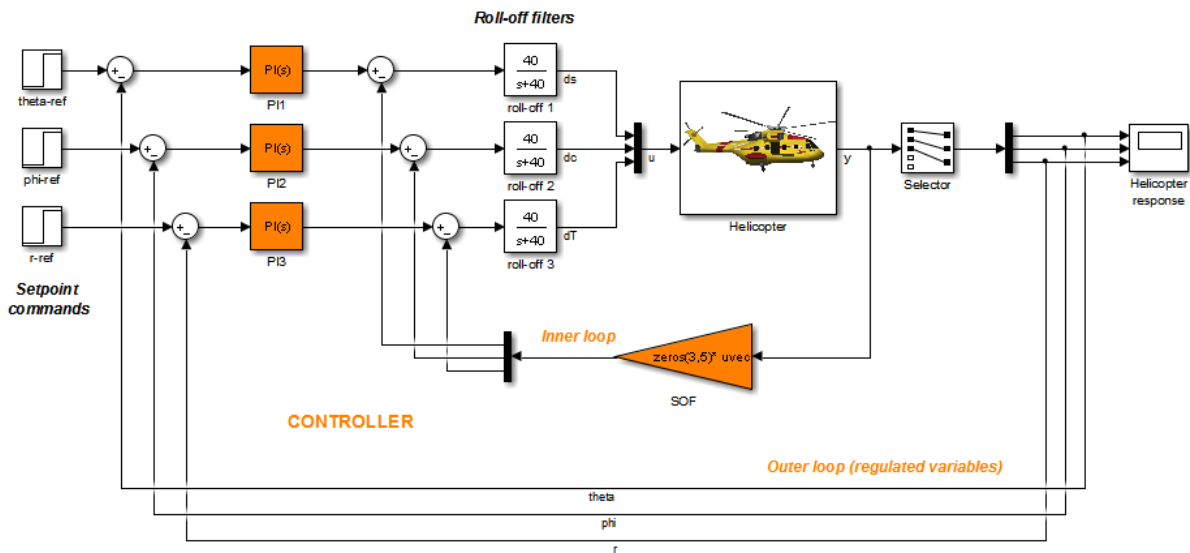 Roll-off filters
theta-ref
+
-
PI(s)
PI1
+
-
40
s+40
roll-off 1
ds
phi-ref
+
-
PI(s)
PI2
+
-
40
s+40
roll-off 2
dc
u
Helicopter
y
Selector
Helicopter
response
r-ref
+
-
PI(s)
PI3
+
-
40
s+40
roll-off 3
dT
Setpoint
commands
Inner loop
zeros(3,5)* uvec
SOF
CONTROLLER
Outer loop (regulated variables)
theta
phi
r